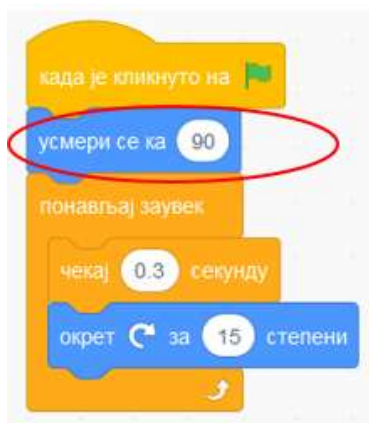 када је кликнуто на
усмери се ка 90
понављај заувек
чекај 0.3 секунду
окрет за 15 степени